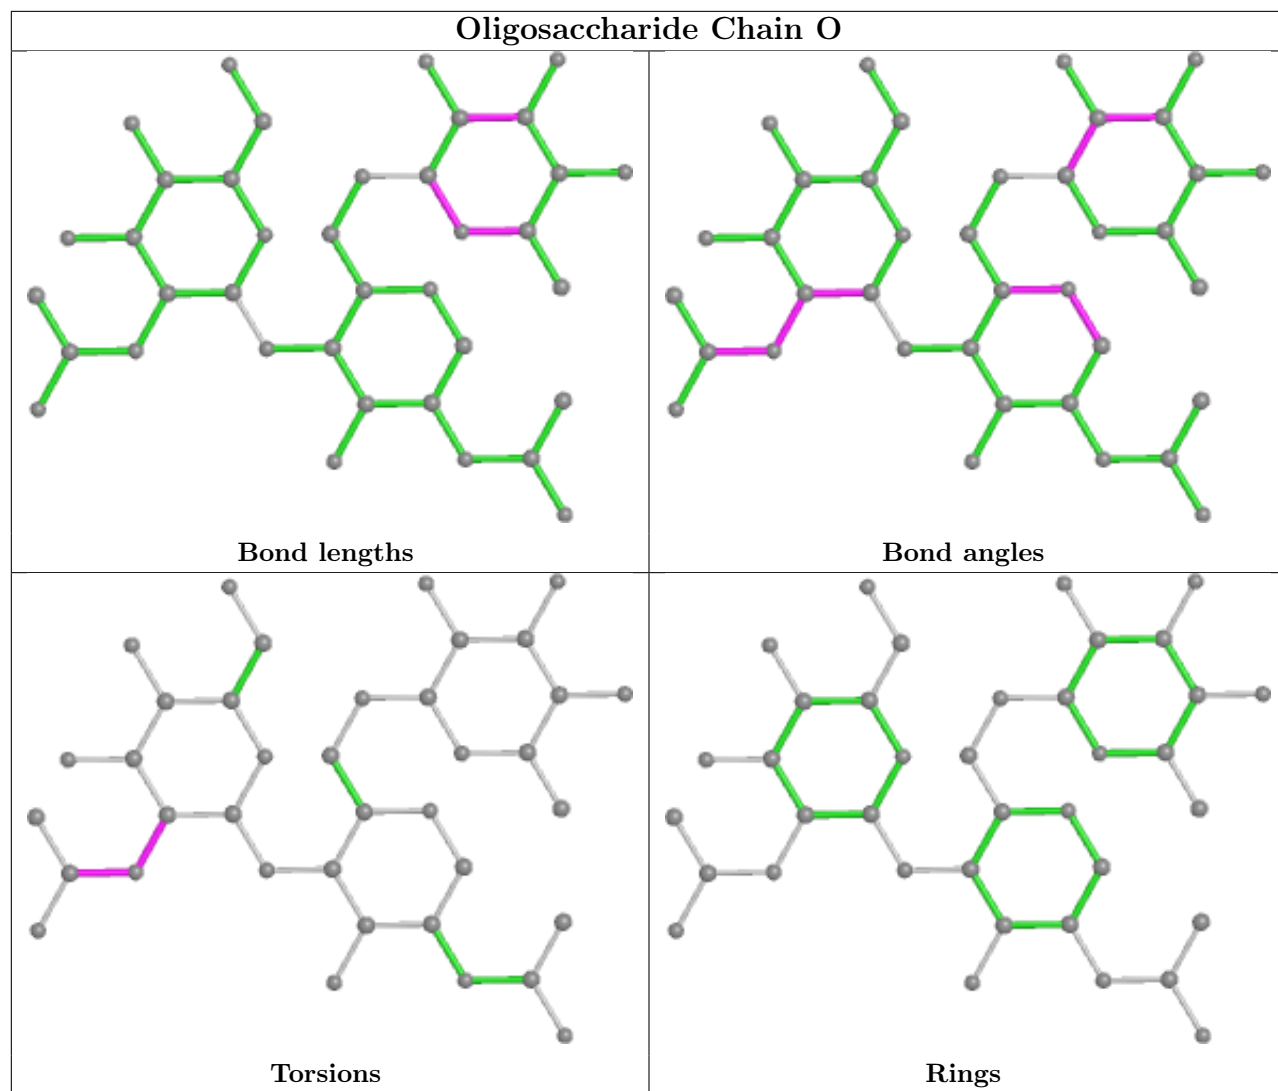 Oligosaccharide Chain O
Bond lengths
Bond angles
Torsions
Rings